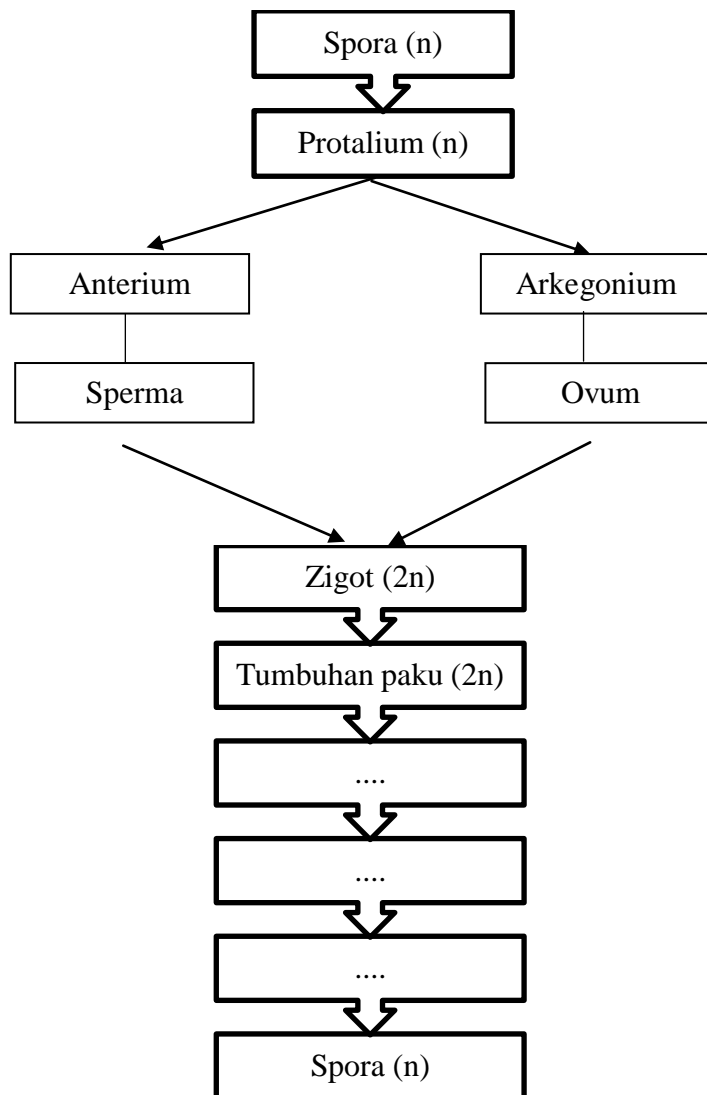 Spora (n)
Protalium (n)
Anterium
Arkegonium
Sperma
Ovum
Zigot (2n)
Tumbuhan paku (2n)
....
....
....
Spora (n)